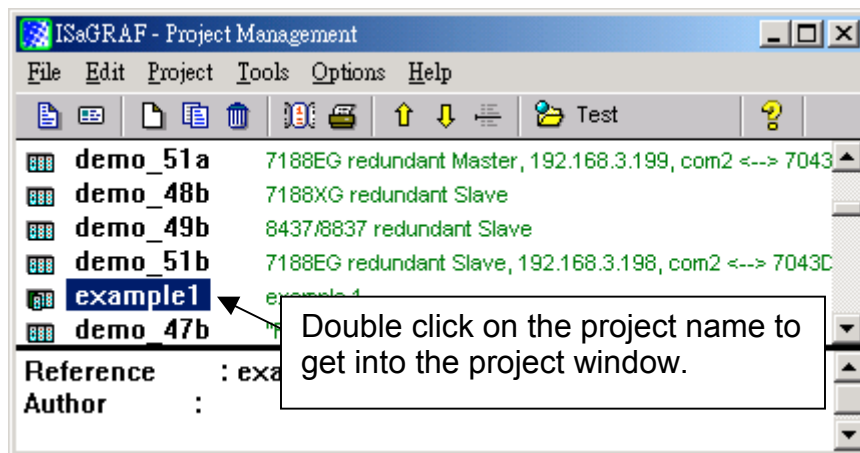 ISaGRAF - Project Management
File Edit Project Tools Options Help
Test
demo_51a 7188EG redundant Master, 192.168.3.199, com2 <--> 7043
demo_48b 7188XG redundant Slave
demo_49b 8437/8837 redundant Slave
demo_51b 7188EG redundant Slave, 192.168.3.198, com2 <--> 7043D
example1 example 1
demo_47b
Double click on the project name to
get into the project window.
Reference : exa
Author :